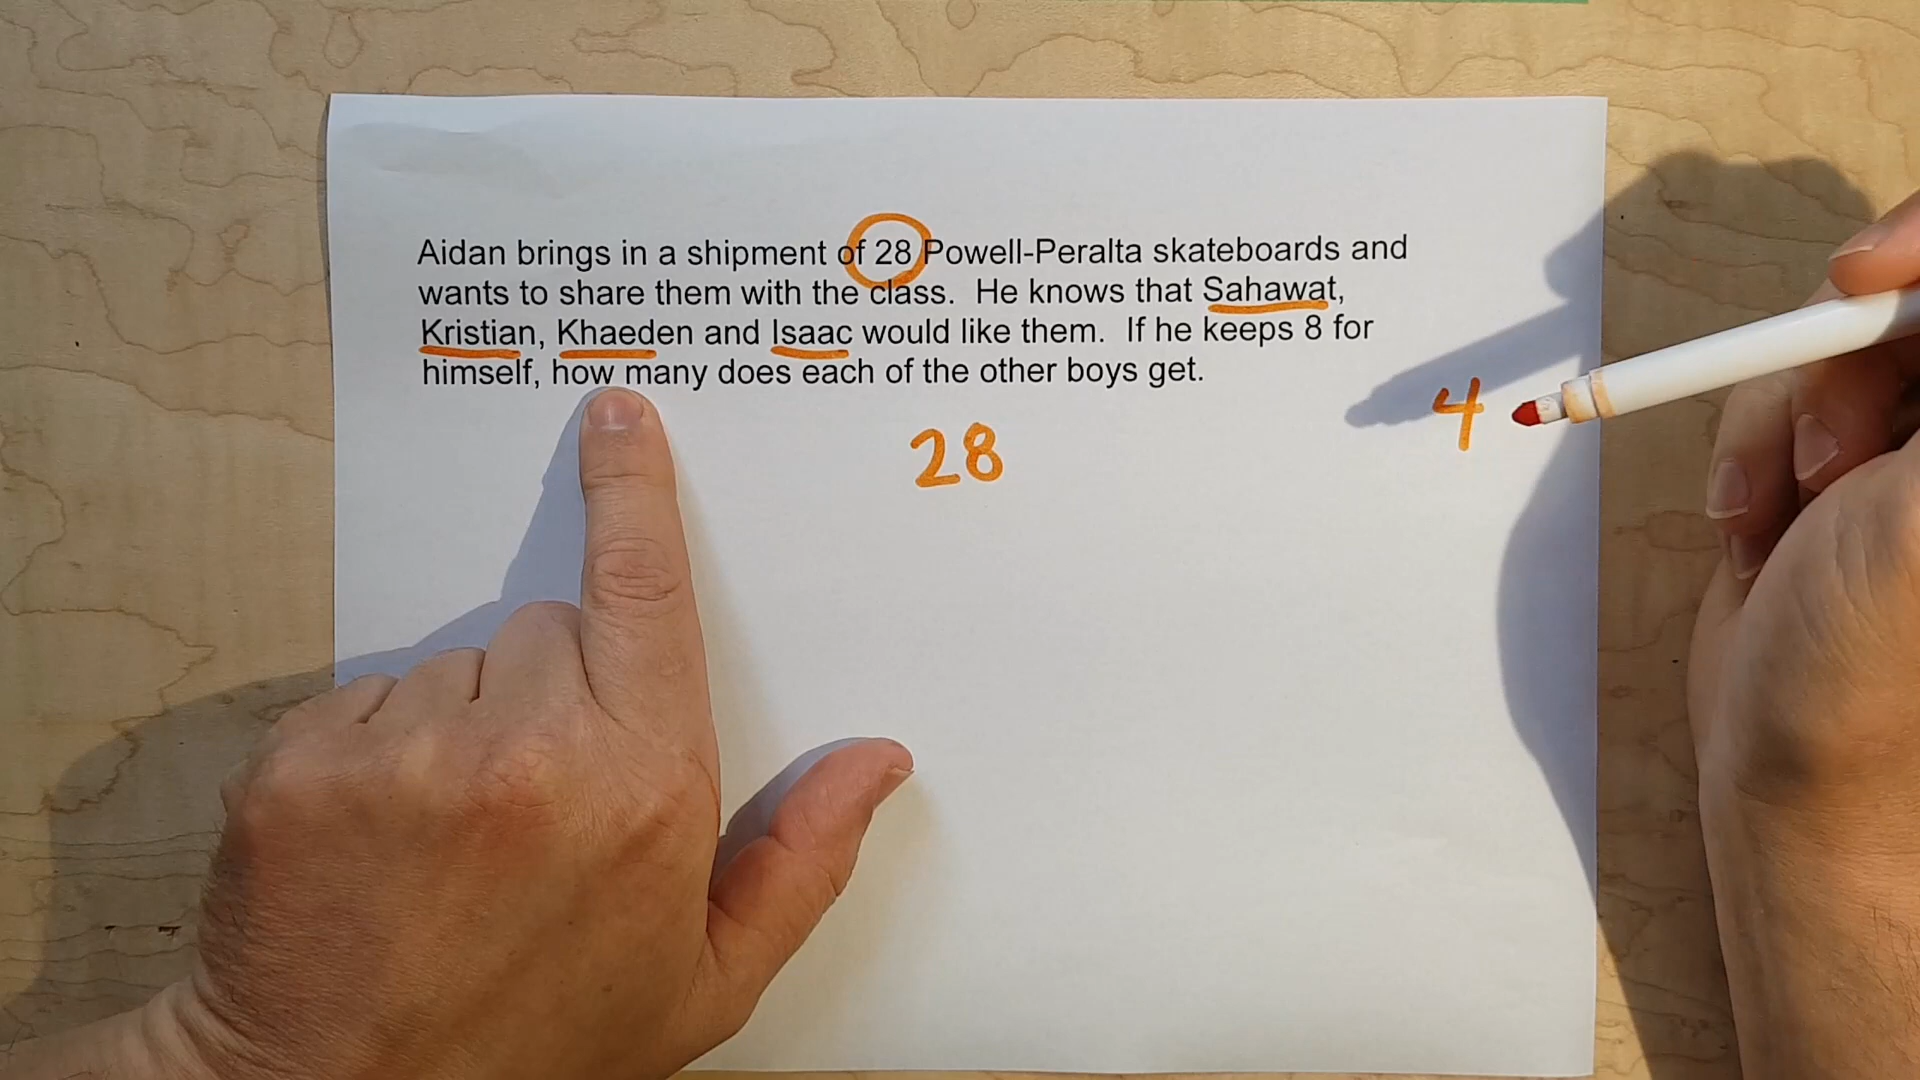 Aidan brings in a shipment of 28 Powell-Peralta skateboards and
wants to share them with the class. He knows that Sahawat,
Kristian, Khaeden and Isaac would like them. If he keeps 8 for
himself, how many does each of the other boys get.
4
28